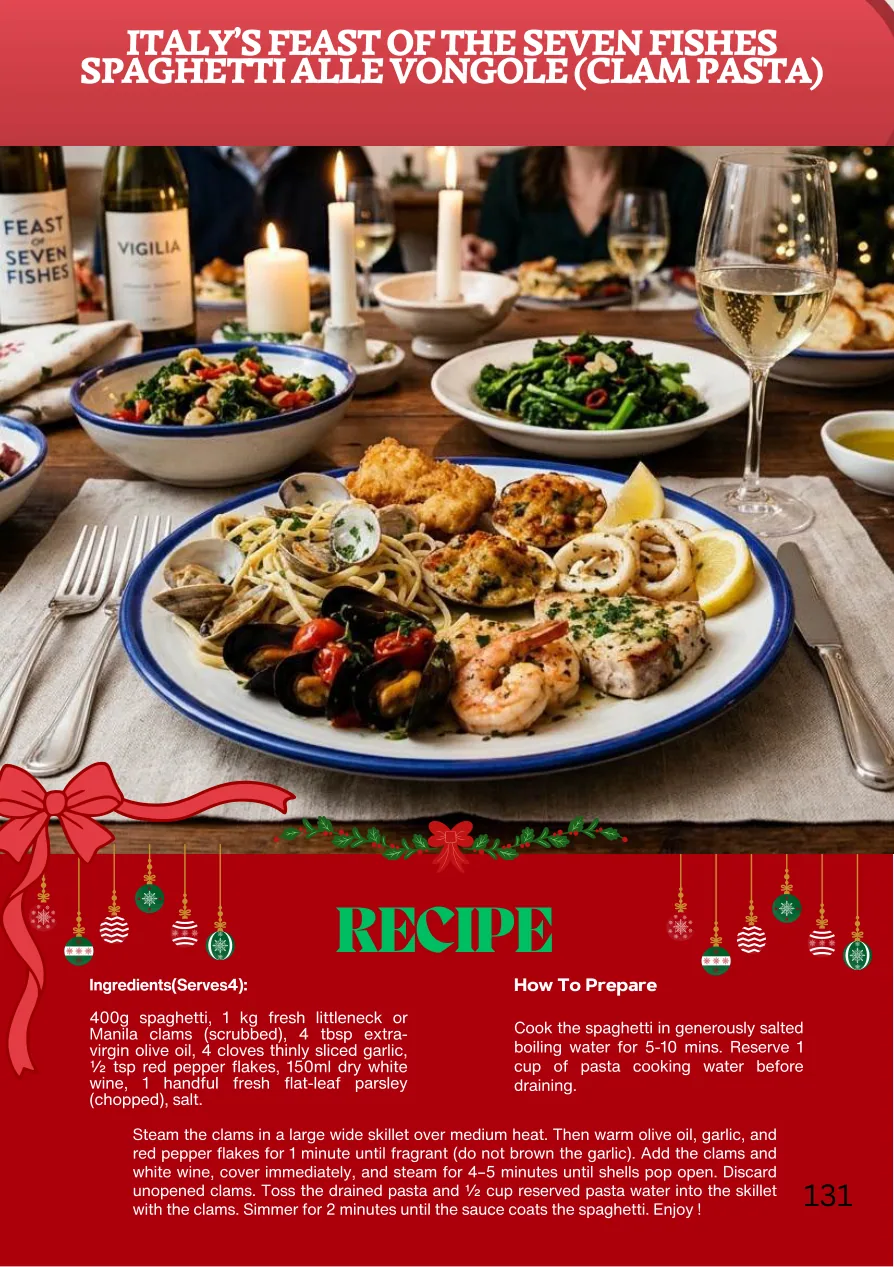 ITALY'S FEAST OF THE SEVEN FISHES
SPAGHETTI ALLE VONGOLE (CLAM PASTA)
FEAST
OF
SEVEN
FISHES
VIGILIA
RECIPE
Ingredients(Serves4):
400g spaghetti, 1 kg fresh littleneck or
Manila clams (scrubbed), 4 tbsp extra-
virgin olive oil, 4 cloves thinly sliced garlic,
½ tsp red pepper flakes, 150ml dry white
wine, 1 handful fresh flat-leaf parsley
(chopped), salt.
How To Prepare
Cook the spaghetti in generously salted
boiling water for 5-10 mins. Reserve 1
cup of pasta cooking water before
draining.
Steam the clams in a large wide skillet over medium heat. Then warm olive oil, garlic, and
red pepper flakes for 1 minute until fragrant (do not brown the garlic). Add the clams and
white wine, cover immediately, and steam for 4–5 minutes until shells pop open. Discard
unopened clams. Toss the drained pasta and ½ cup reserved pasta water into the skillet
with the clams. Simmer for 2 minutes until the sauce coats the spaghetti. Enjoy !
131